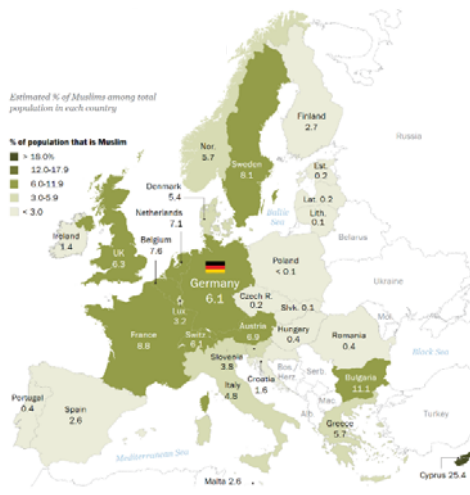 Estimated % of Muslims among total
population in each country
% of population that is Muslim
> 18.0%
12.0-17.9
6.0-11.9
3.0-5.9
< 3.0
Finland
2.7
Nor.
5.7
Sweden
8.1
Russia
Est.
0.2
Lat. 0.2
Lith.
0.1
Baltic
Sea
Denmark
5.4
Netherlands
7.1
Belgium
7.6
Ireland
1.4
UK
6.3
Belarus
Poland
< 0.1
Germany
6.1
Ukraine
Czech R.
0.2
Slvk. 0.1
Lux.
3.2
Mol.
France
8.8
Switz.
6.1
Austria
6.9
Hungary
0.4
Romania
0.4
Slovenia
3.8
Croatia
1.6
Bos.
Herz.
Serb.
Black Sea
Bulgaria
11.1
Italy
4.8
Mac.
Alb.
Portugal
0.4
Spain
2.6
Greece
5.7
Turkey
Mediterranean Sea
Malta 2.6
Cyprus 25.4